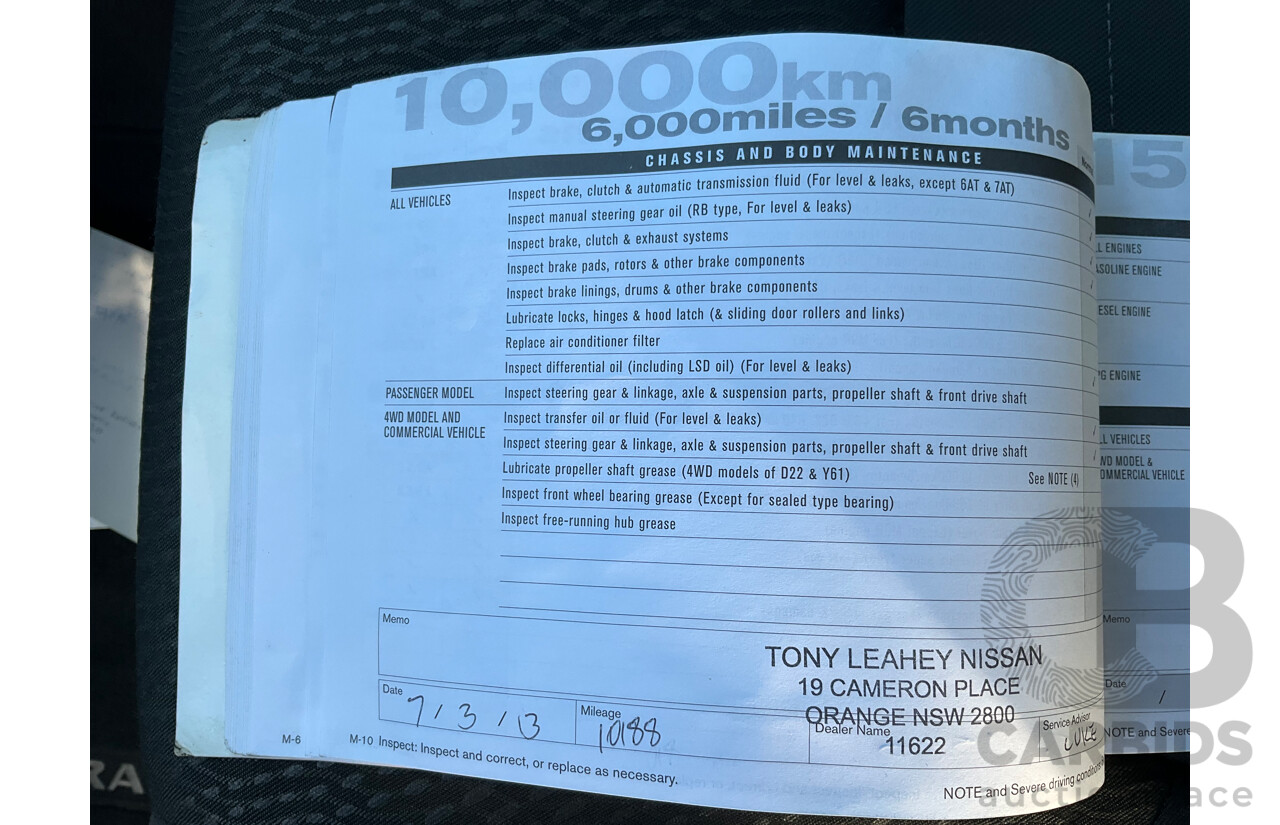 10,000km
6,000miles / 6months
CHASSIS AND BODY MAINTENANCE
ALL VEHICLES
Inspect brake, clutch & automatic transmission fluid (For level & leaks, except 6AT & 7AT)
Inspect manual steering gear oil (RB type, For level & leaks)
Inspect brake, clutch & exhaust systems
Inspect brake pads, rotors & other brake components
Inspect brake linings, drums & other brake components
Lubricate locks, hinges & hood latch (& sliding door rollers and links)
Replace air conditioner filter
Inspect differential oil (including LSD oil) (For level & leaks)
PASSENGER MODEL
Inspect steering gear & linkage, axle & suspension parts, propeller shaft & front drive shaft
4WD MODEL AND
COMMERCIAL VEHICLE
Inspect transfer oil or fluid (For level & leaks)
Inspect steering gear & linkage, axle & suspension parts, propeller shaft & front drive shaft
Lubricate propeller shaft grease (4WD models of D22 & Y61) See NOTE (4)
Inspect front wheel bearing grease (Except for sealed type bearing)
Inspect free-running hub grease
Memo
TONY LEAHEY NISSAN
19 CAMERON PLACE
ORANGE NSW 2800
11622
Date 7/3/13
Mileage 10188
Dealer Name
Service Advisor LUKE
M-6
M-10 Inspect: Inspect and correct, or replace as necessary.
NOTE and Severe driving conditions
15
LL ENGINES
ASOLINE ENGINE
ESEL ENGINE
PG ENGINE
LL VEHICLES
WD MODEL &
OMMERCIAL VEHICLE
Memo
Date /
NOTE and Severe
RA
CB
CARBIDS
auction place